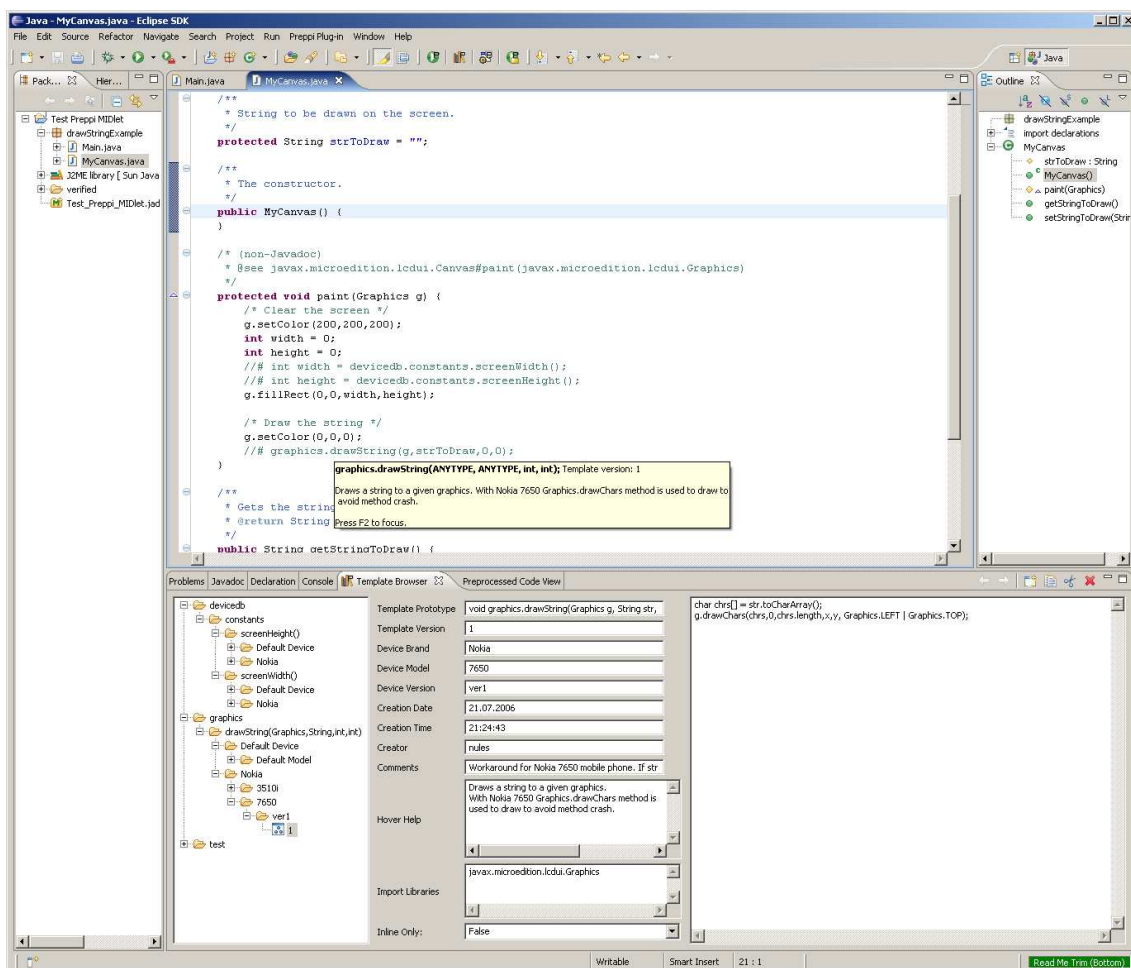 Java - MyCanvas.java - Eclipse SDK
File Edit Source Refactor Navigate Search Project Run Preppi Plug-in Window Help
Java
Pack...
Hier...
Test Preppi MIDlet
drawStringExample
Main.java
MyCanvas.java
J2ME library [ Sun Java
verified
Test_Preppi_MIDlet.jad
Main.java
MyCanvas.java
/**
* String to be drawn on the screen.
*/
protected String strToDraw = "";
/**
* The constructor.
*/
public MyCanvas() {
}
/* (non-Javadoc)
* @see javax.microedition.lcdui.Canvas#paint(javax.microedition.lcdui.Graphics)
*/
protected void paint(Graphics g) {
/* Clear the screen */
g.setColor(200,200,200);
int width = 0;
int height = 0;
//# int width = devicedb.constants.screenWidth();
//# int height = devicedb.constants.screenHeight();
g.fillRect(0,0,width,height);
/* Draw the string */
g.setColor(0,0,0);
//# graphics.drawString(g,strToDraw,0,0);
}
graphics.drawString(ANYTYPE, ANYTYPE, int, int); Template version: 1
Draws a string to a given graphics. With Nokia 7650 Graphics.drawChars method is used to draw to
avoid method crash.
Press F2 to focus.
/**
* Gets the string
* @return String
*/
public String getStringToDraw() {
Outline
drawStringExample
import declarations
MyCanvas
strToDraw : String
MyCanvas()
paint(Graphics)
getStringToDraw()
setStringToDraw(Strin
Problems Javadoc Declaration Console Template Browser Preprocessed Code View
devicedb
constants
screenHeight()
Default Device
Nokia
screenWidth()
Default Device
Nokia
graphics
drawString(Graphics,String,int,int)
Default Device
Default Model
Nokia
3510i
7650
ver1
1
test
Template Prototype void graphics.drawString(Graphics g, String str,
Template Version 1
Device Brand Nokia
Device Model 7650
Device Version ver1
Creation Date 21.07.2006
Creation Time 21:24:43
Creator nules
Comments Workaround for Nokia 7650 mobile phone. If str
Hover Help
Draws a string to a given graphics.
With Nokia 7650 Graphics.drawChars method is
used to draw to avoid method crash.
Import Libraries
javax.microedition.lcdui.Graphics
Inline Only: False
char chrs[] = str.toCharArray();
g.drawChars(chrs,0,chrs.length,x,y, Graphics.LEFT | Graphics.TOP);
Writable Smart Insert 21 : 1 Read Me Trim (Bottom)